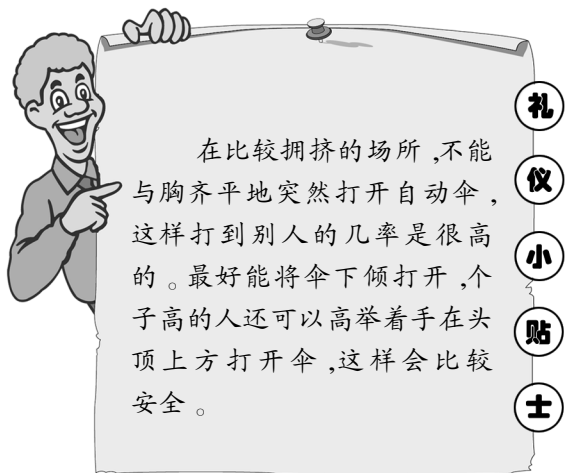 在比较拥挤的场所,不能
与胸齐平地突然打开自动伞,
这样打到别人的几率是很高
的。最好能将伞下倾打开,个
子高的人还可以高举着手在头
顶上方打开伞,这样会比较
安全。
礼
仪
小
贴
士